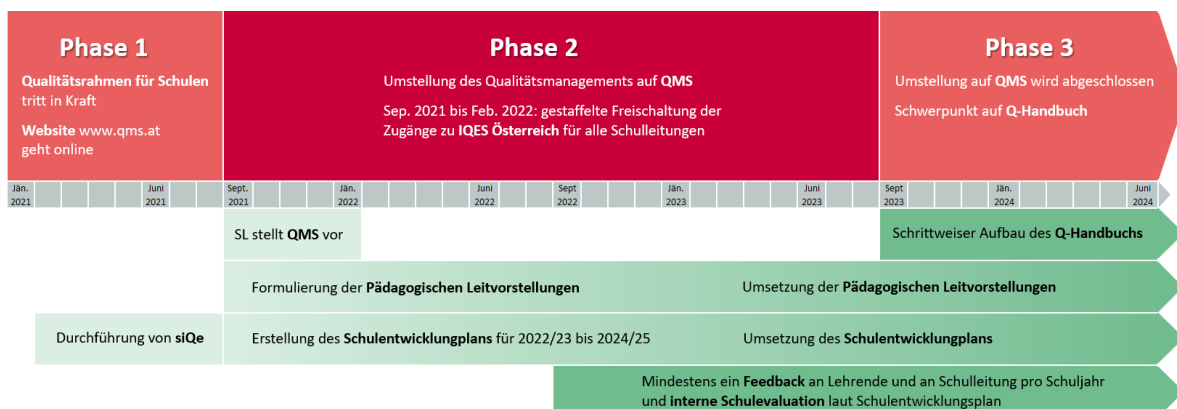 Phase 1
Qualitätsrahmen für Schulen
tritt in Kraft
Website www.qms.at
geht online
Phase 2
Umstellung des Qualitätsmanagements auf QMS
Sep. 2021 bis Feb. 2022: gestaffelte Freischaltung der
Zugänge zu IQES Österreich für alle Schulleitungen
Phase 3
Umstellung auf QMS wird abgeschlossen
Schwerpunkt auf Q-Handbuch
Jän. 2021
Juni 2021
Sept. 2021
Jän. 2022
Juni 2022
Sept 2022
Jän. 2023
Juni 2023
Sept 2023
Jän. 2024
Juni 2024
SL stellt QMS vor
Schrittweiser Aufbau des Q-Handbuchs
Formulierung der Pädagogischen Leitvorstellungen
Umsetzung der Pädagogischen Leitvorstellungen
Durchführung von siQe
Erstellung des Schulentwicklungplans für 2022/23 bis 2024/25
Umsetzung des Schulentwicklungsplans
Mindestens ein Feedback an Lehrende und an Schulleitung pro Schuljahr
und interne Schulevaluation laut Schulentwicklungsplan